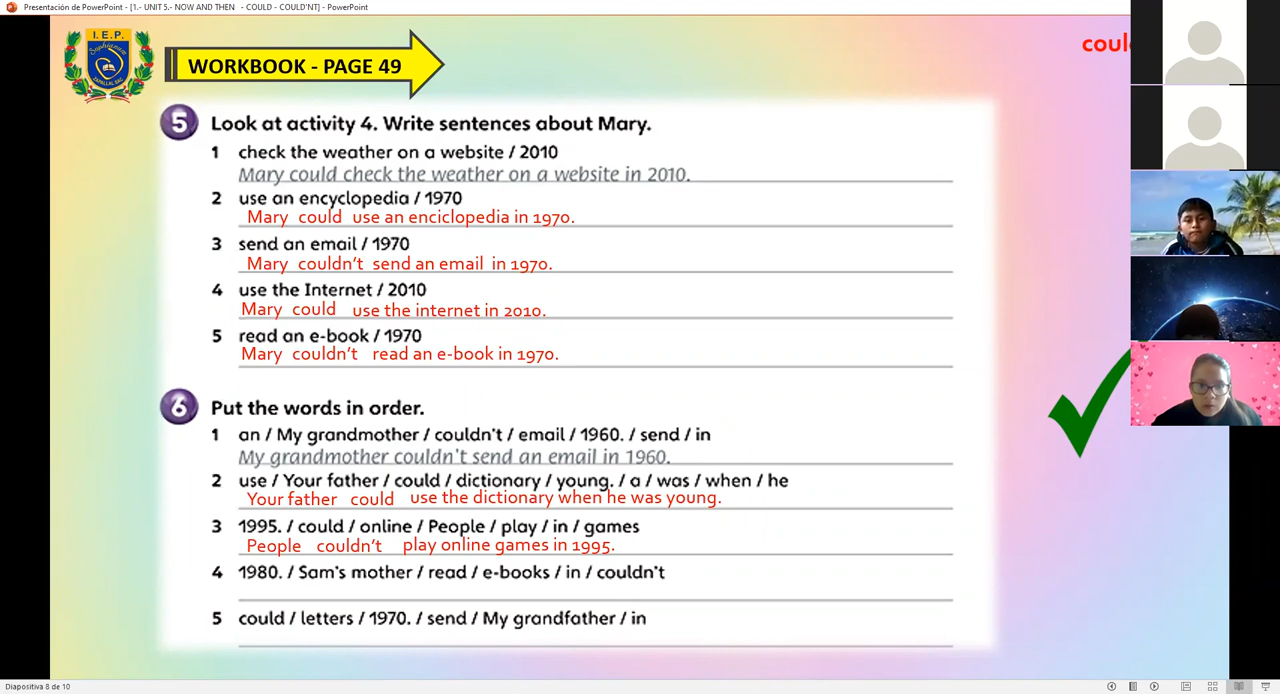 Presentación de PowerPoint - [1.- UNIT 5.- NOW AND THEN - COULD - COULD'NT] - PowerPoint
I.E.P.
WORKBOOK - PAGE 49
5 Look at activity 4. Write sentences about Mary.
1 check the weather on a website / 2010
Mary could check the weather on a website in 2010.
2 use an encyclopedia / 1970
Mary could use an enciclopedia in 1970.
3 send an email / 1970
Mary couldn't send an email in 1970.
4 use the Internet / 2010
Mary could use the internet in 2010.
5 read an e-book / 1970
Mary couldn't read an e-book in 1970.
6 Put the words in order.
1 an / My grandmother / couldn't / email / 1960. / send / in
My grandmother couldn't send an email in 1960.
2 use / Your father / could / dictionary / young. / a / was / when / he
Your father could use the dictionary when he was young.
3 1995. / could / online / People / play / in / games
People couldn't play online games in 1995.
4 1980. / Sam's mother / read / e-books / in / couldn't
5 could / letters / 1970. / send / My grandfather / in
Diapositiva 8 de 10